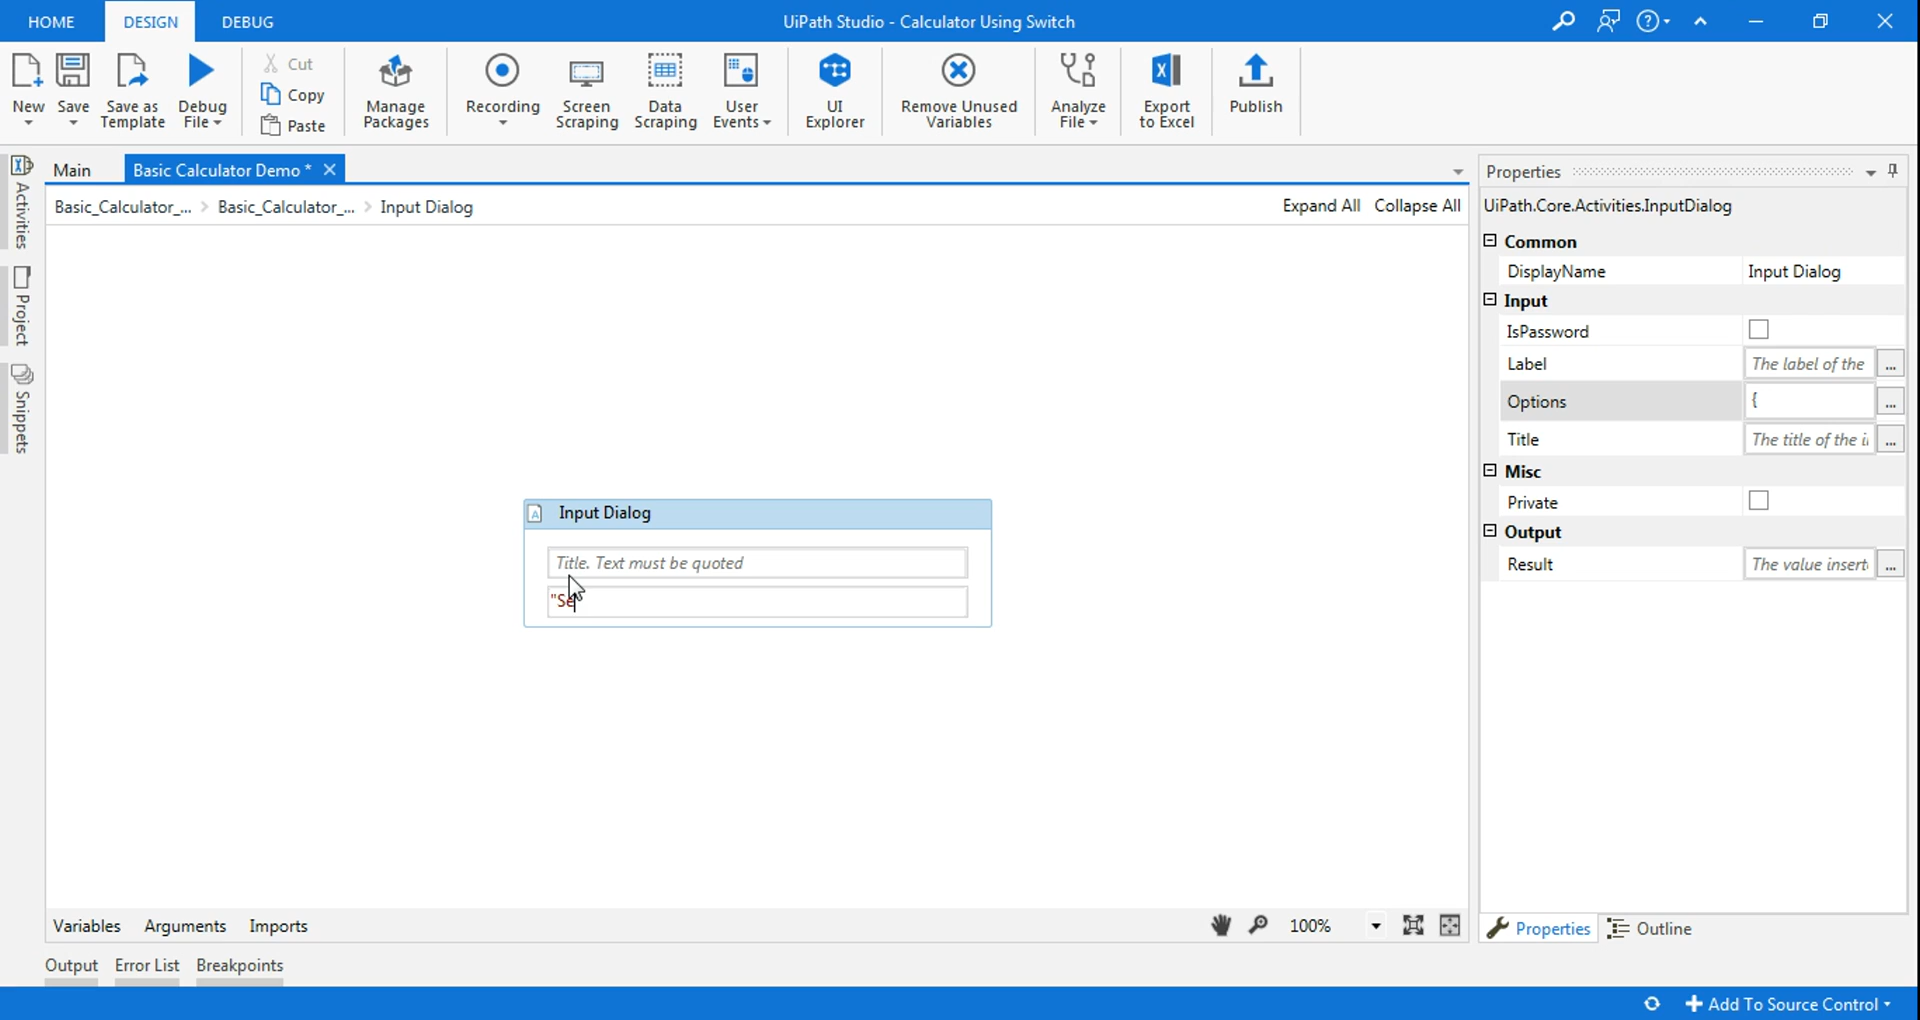 HOME DESIGN DEBUG UiPath Studio - Calculator Using Switch
New Save Save as Template Debug File Cut Copy Paste Manage Packages Recording Screen Scraping Data Scraping User Events UI Explorer Remove Unused Variables Analyze File Export to Excel Publish
Activities
Project
Snippets
Main Basic Calculator Demo *
Basic_Calculator_... Basic_Calculator_... Input Dialog Expand All Collapse All
Input Dialog
Title. Text must be quoted
"Se
Variables Arguments Imports 100%
Output Error List Breakpoints
Properties
UiPath.Core.Activities.InputDialog
Common
DisplayName Input Dialog
Input
IsPassword
Label The label of the ...
Options { ...
Title The title of the i ...
Misc
Private
Output
Result The value insert ...
Properties Outline
Add To Source Control